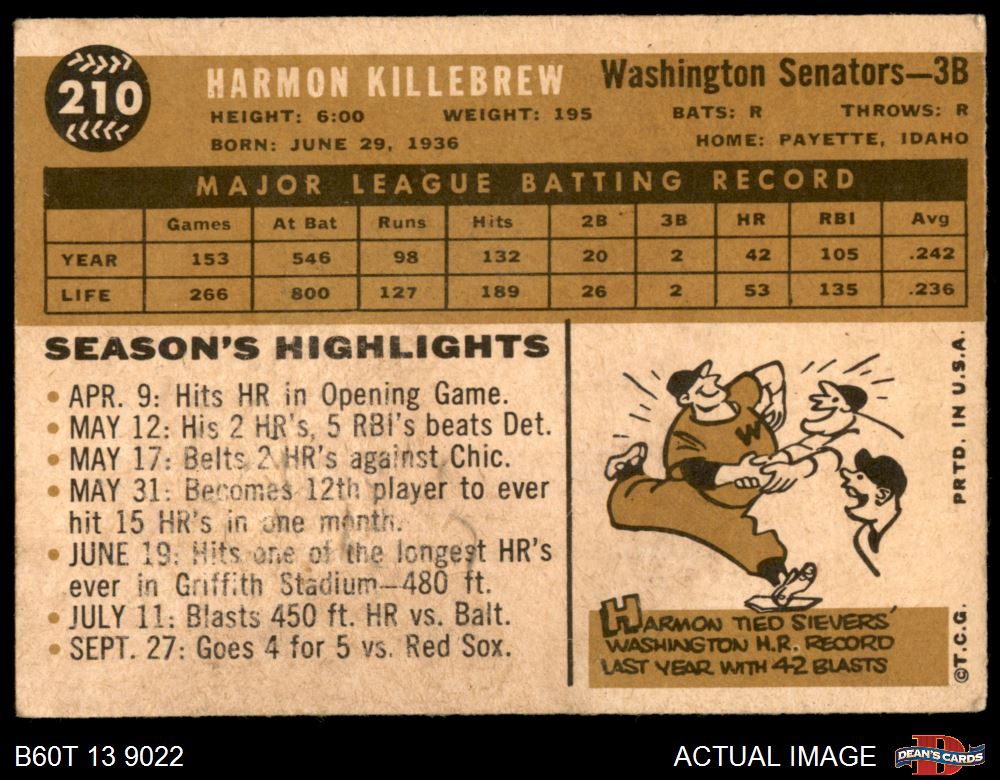 210
HARMON KILLEBREW
Washington Senators—3B
HEIGHT: 6:00 WEIGHT: 195 BATS: R THROWS: R
BORN: JUNE 29, 1936 HOME: PAYETTE, IDAHO
MAJOR LEAGUE BATTING RECORD
Games At Bat Runs Hits 2B 3B HR RBI Avg
YEAR 153 546 98 132 20 2 42 105 .242
LIFE 266 800 127 189 26 2 53 135 .236
SEASON'S HIGHLIGHTS
• APR. 9: Hits HR in Opening Game.
• MAY 12: His 2 HR's, 5 RBI's beats Det.
• MAY 17: Belts 2 HR's against Chic.
• MAY 31: Becomes 12th player to ever
hit 15 HR's in one month.
• JUNE 19: Hits one of the longest HR's
ever in Griffith Stadium—480 ft.
• JULY 11: Blasts 450 ft. HR vs. Balt.
• SEPT. 27: Goes 4 for 5 vs. Red Sox.
W
HARMON TIED SIEVERS'
WASHINGTON H.R. RECORD
LAST YEAR WITH 42 BLASTS
©T.C.G. PRTD. IN U.S.A.
B60T 13 9022
ACTUAL IMAGE
D
DEAN'S CARDS